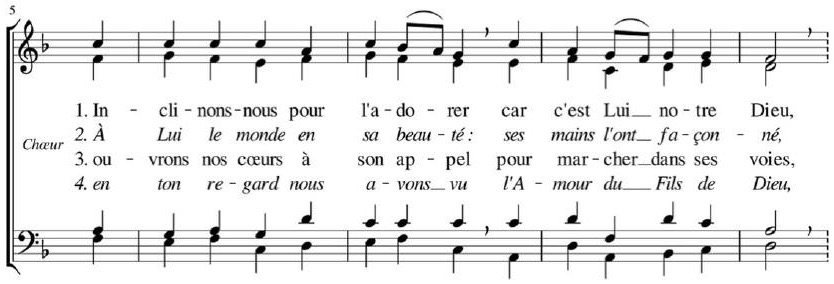 5
1. In - cli - nons - nous pour l'a - do - rer car c'est Lui no - tre Dieu,
2. À Lui le monde en sa beau - té : ses mains l'ont fa - çon - né,
Chœur
3. ou - vrons nos cœurs à son ap - pel pour mar - cher dans ses voies,
4. en ton re - gard nous a - vons vu l'A - mour du Fils de Dieu,